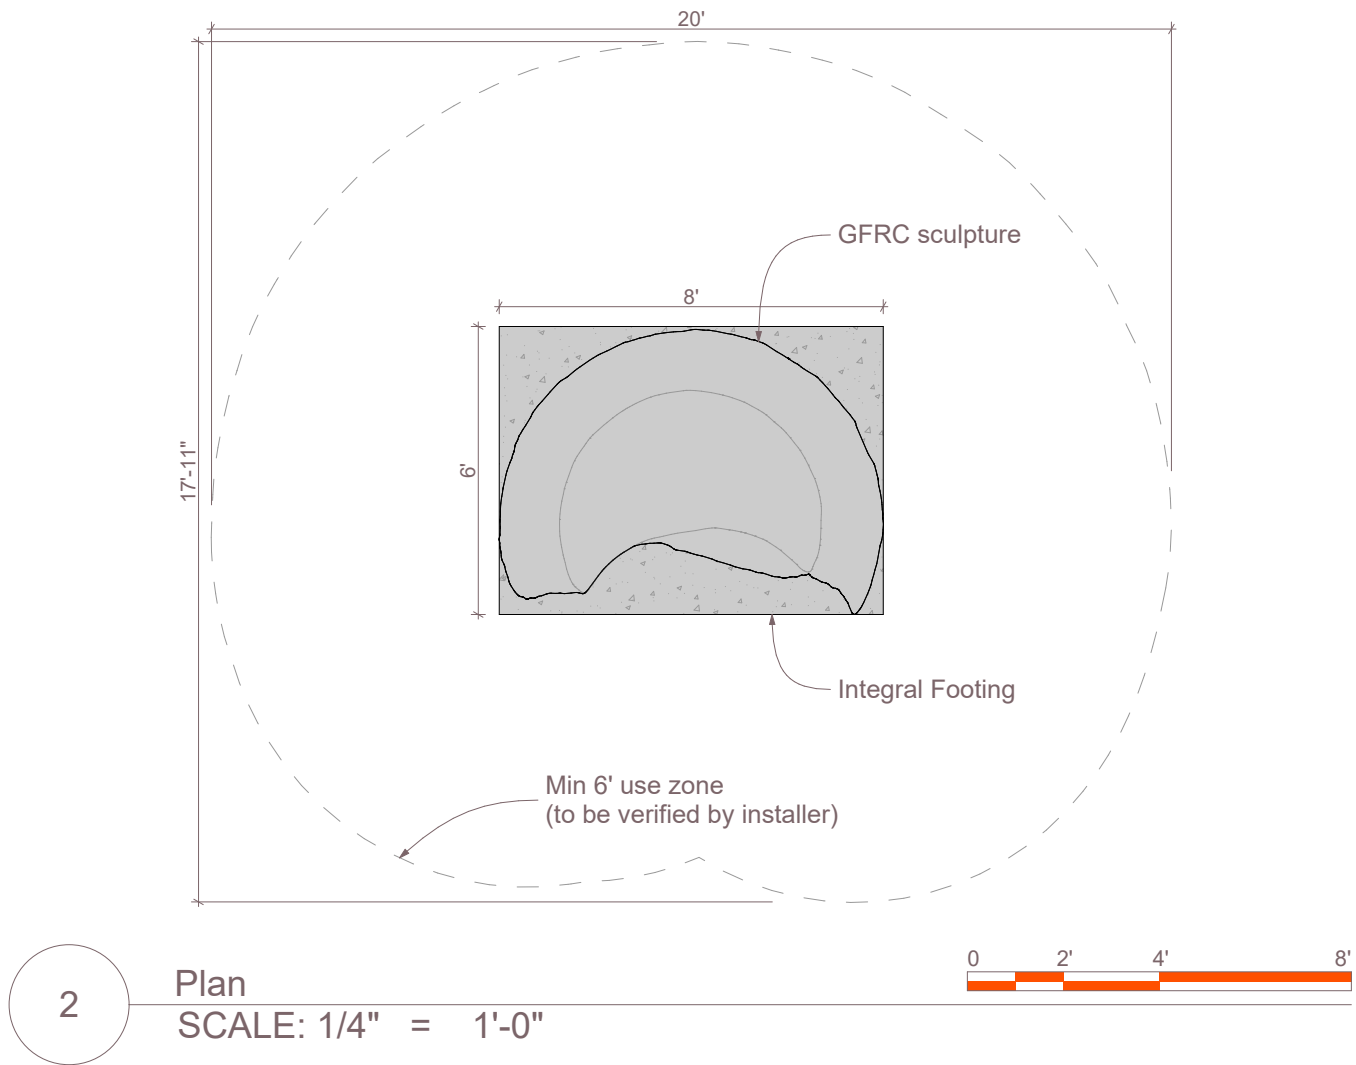 20'
17'-11"
GFRC sculpture
8'
6'
Integral Footing
Min 6' use zone
(to be verified by installer)
0 2' 4' 8'
2
Plan
SCALE: 1/4" = 1'-0"